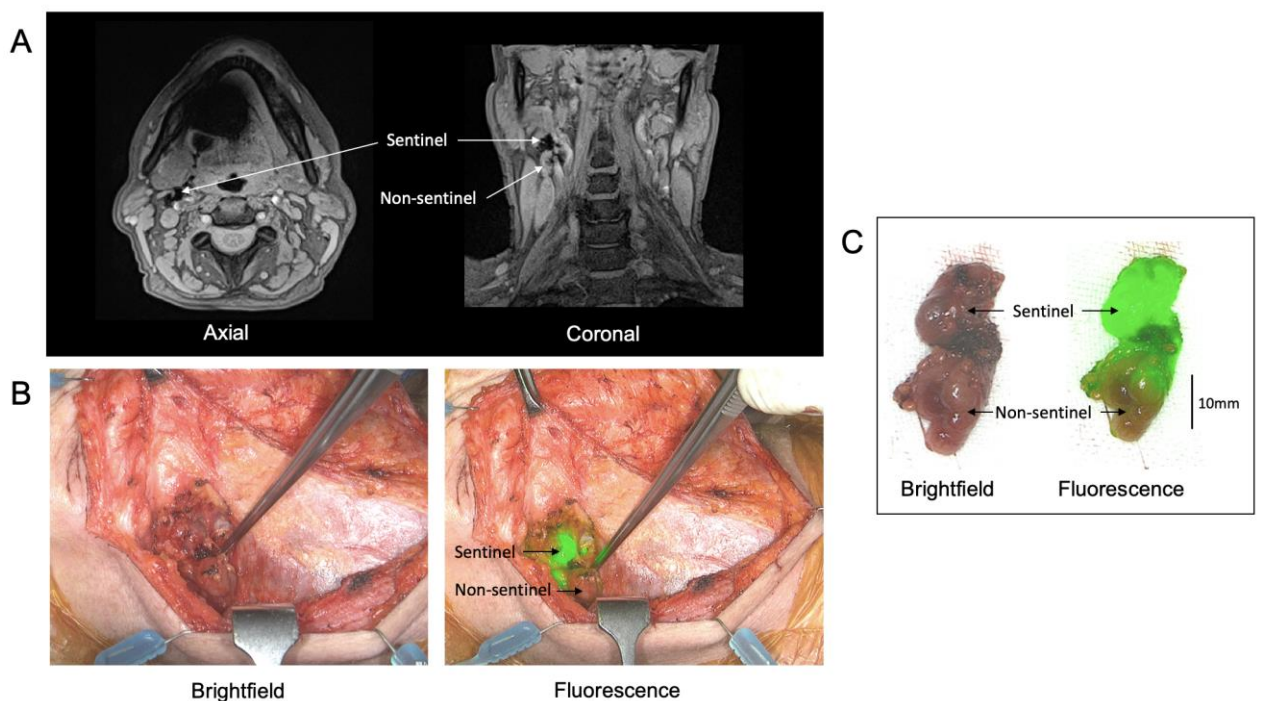 A
Sentinel
Non-sentinel
Axial
Coronal
B
Sentinel
Non-sentinel
Brightfield
Fluorescence
C
Sentinel
Non-sentinel
10mm
Brightfield
Fluorescence